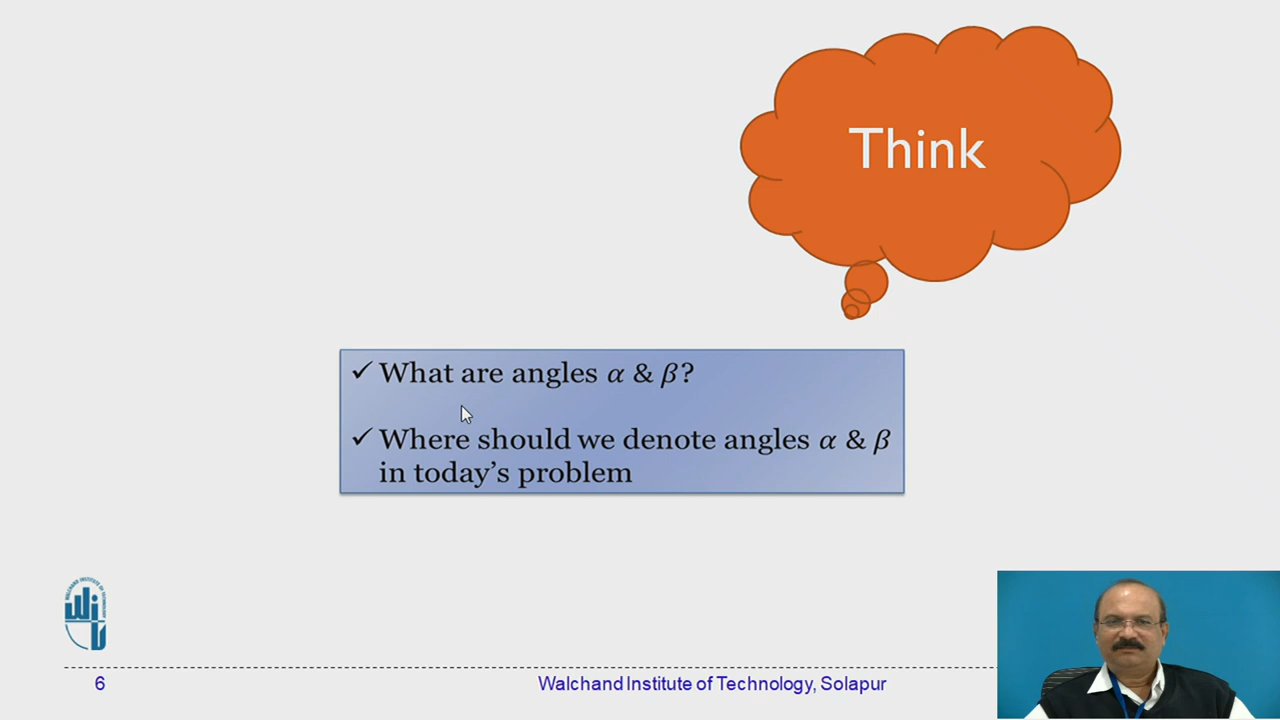 Think
✓ What are angles α & β?
✓ Where should we denote angles α & β
in today's problem
6
Walchand Institute of Technology, Solapur